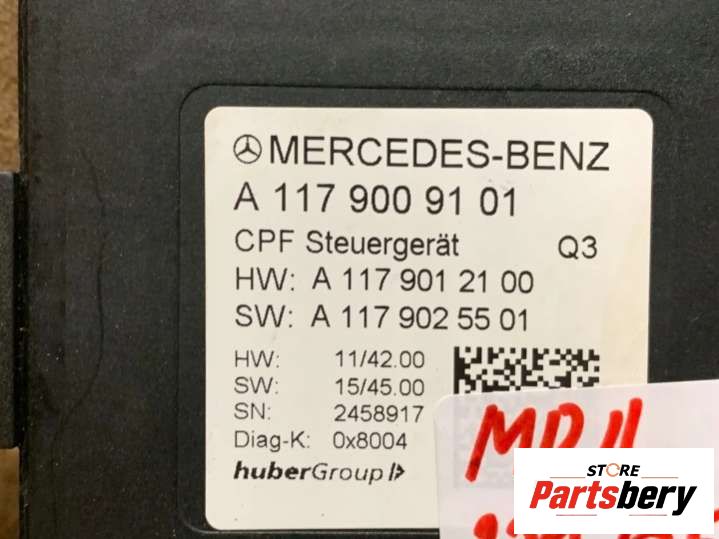 MERCEDES-BENZ
A 117 900 91 01
CPF Steuergerät Q3
HW: A 117 901 21 00
SW: A 117 902 55 01
HW: 11/42.00
SW: 15/45.00
SN: 2458917
Diag-K: 0x8004
huberGroup
STORE
Partsbery